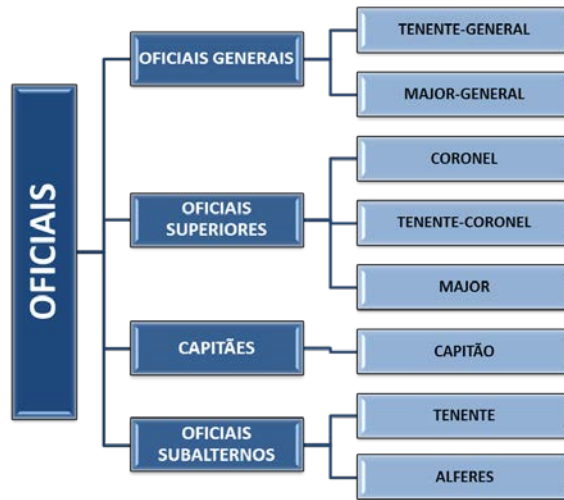 OFICIAIS
OFICIAIS GENERAIS
TENENTE-GENERAL
MAJOR-GENERAL
OFICIAIS
SUPERIORES
CORONEL
TENENTE-CORONEL
MAJOR
CAPITÃES
CAPITÃO
OFICIAIS
SUBALTERNOS
TENENTE
ALFERES